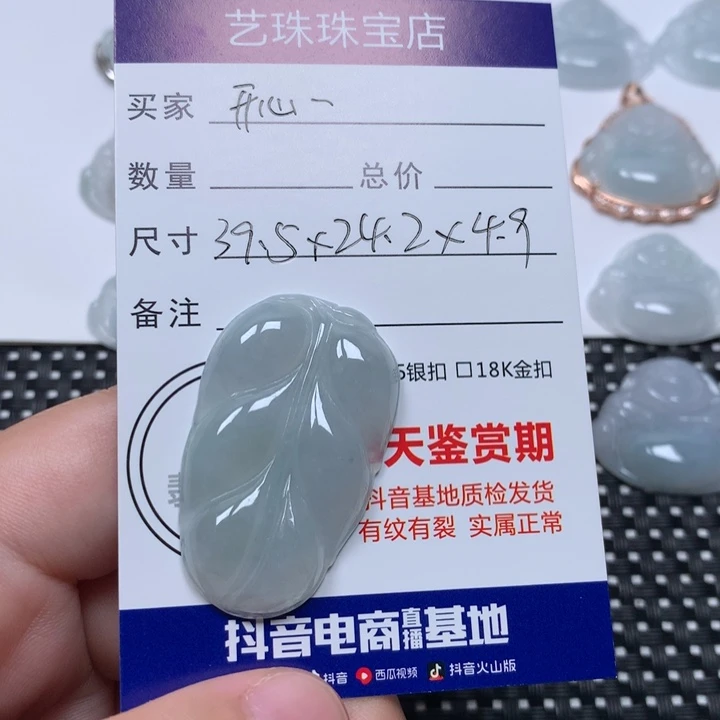 艺珠珠宝店
买家 开心一
数量 总价
尺寸 39.5x24.2x4.9
备注
5银扣 □18K金扣
天鉴赏期
抖音基地质检发货
有纹有裂 实属正常
抖音电商直播基地
抖音 西瓜视频 抖音火山版